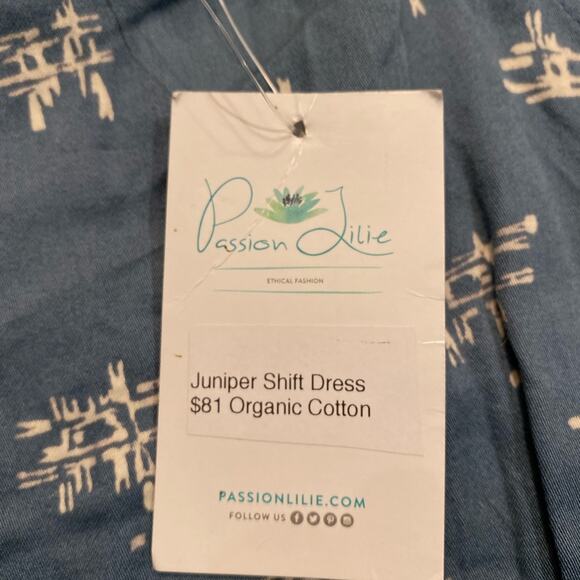 Passion Lilie
ETHICAL FASHION
Juniper Shift Dress
$81 Organic Cotton
PASSIONLILIE.COM
FOLLOW US